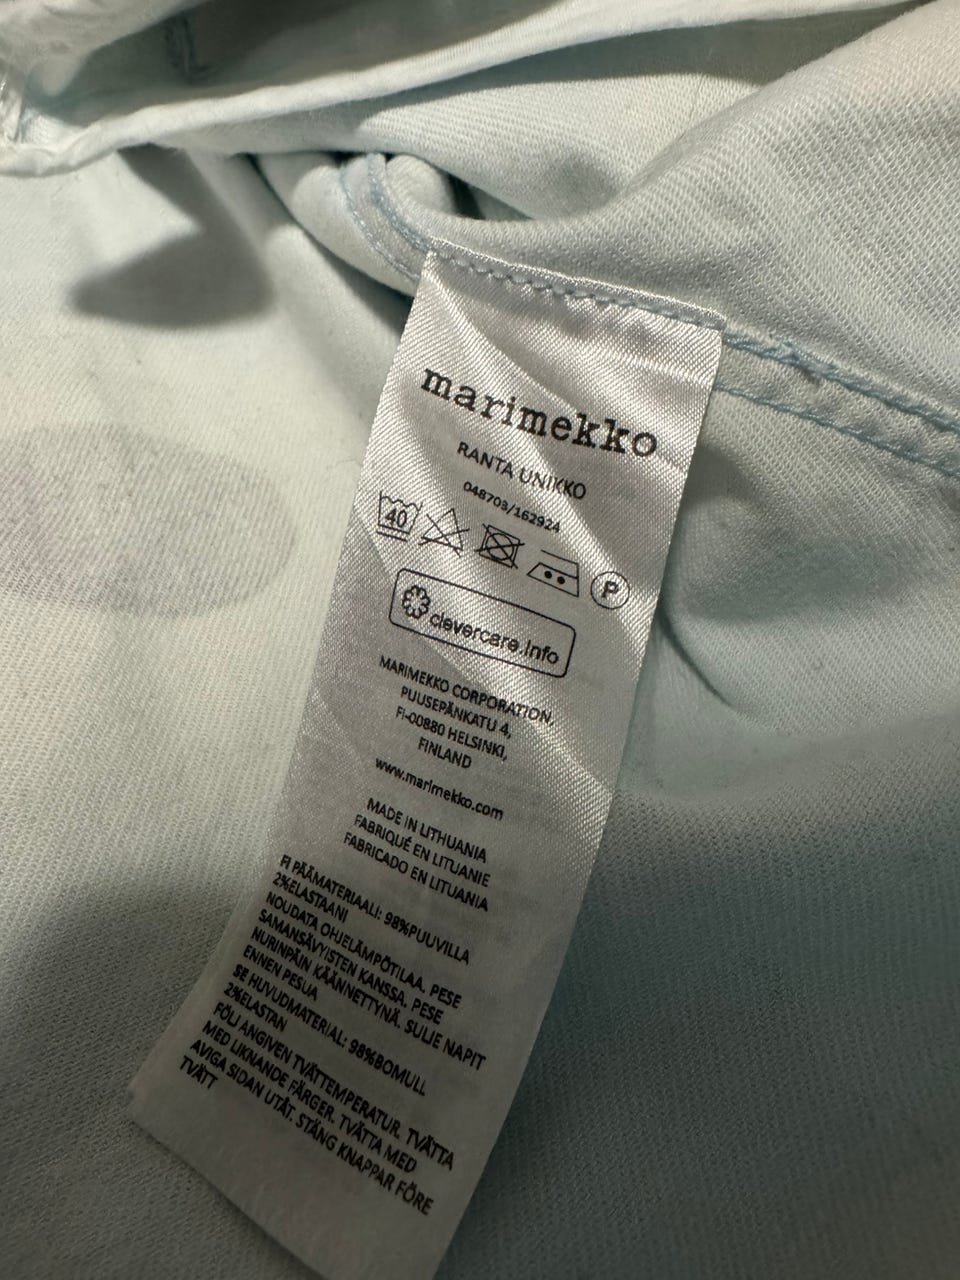 marimekko
RANTA UNIKKO
048703/162924
40
P
clevercare.info
MARIMEKKO CORPORATION,
PUUSEPÄNKATU 4,
FI-00880 HELSINKI,
FINLAND
www.marimekko.com
MADE IN LITHUANIA
FABRIQUÉ EN LITUANIE
FABRICADO EN LITUANIA
FI PÄÄMATERIAALI: 98%PUUVILLA
2%ELASTAANI
NOUDATA OHJELÄMPÖTILAA. PESE
SAMANSÄVYISTEN KANSSA. PESE
NURINPÄIN KÄÄNNETTYNÄ. SULJE NAPIT
ENNEN PESUA
SE HUVUDMATERIAL: 98%BOMULL
2%ELASTAN
FÖLJ ANGIVEN TVÄTTEMPERATUR. TVÄTTA
MED LIKNANDE FÄRGER. TVÄTTA MED
AVIGA SIDAN UTÅT. STÄNG KNAPPAR FÖRE
TVÄTT